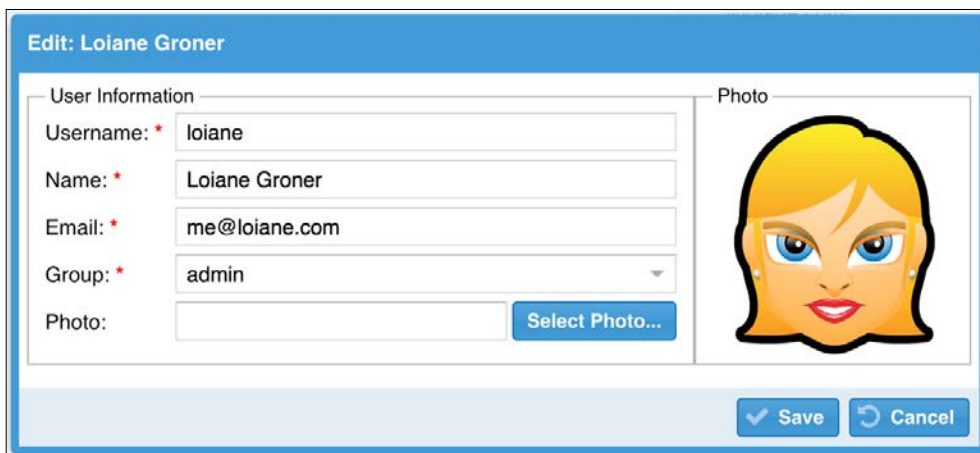 Edit: Loiane Groner
User Information
Username: *
loiane
Name: *
Loiane Groner
Email: *
me@loiane.com
Group: *
admin
Photo:
Select Photo...
Photo
Save
Cancel